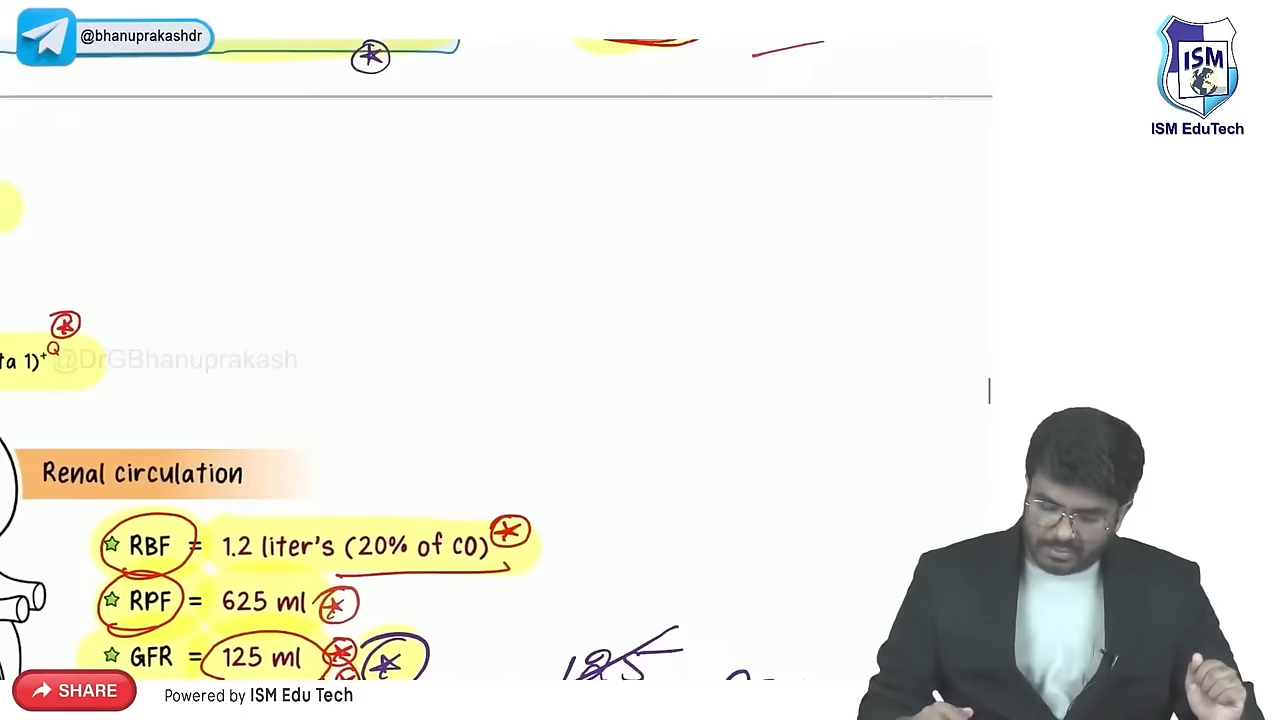 @bhanuprakashdr
ISM
ISM EduTech
ta 1)+Q
@DrGBhanuprakash
Renal circulation
RBF = 1.2 liter's (20% of CO)
RPF = 625 ml
GFR = 125 ml
125
SHARE
Powered by ISM Edu Tech